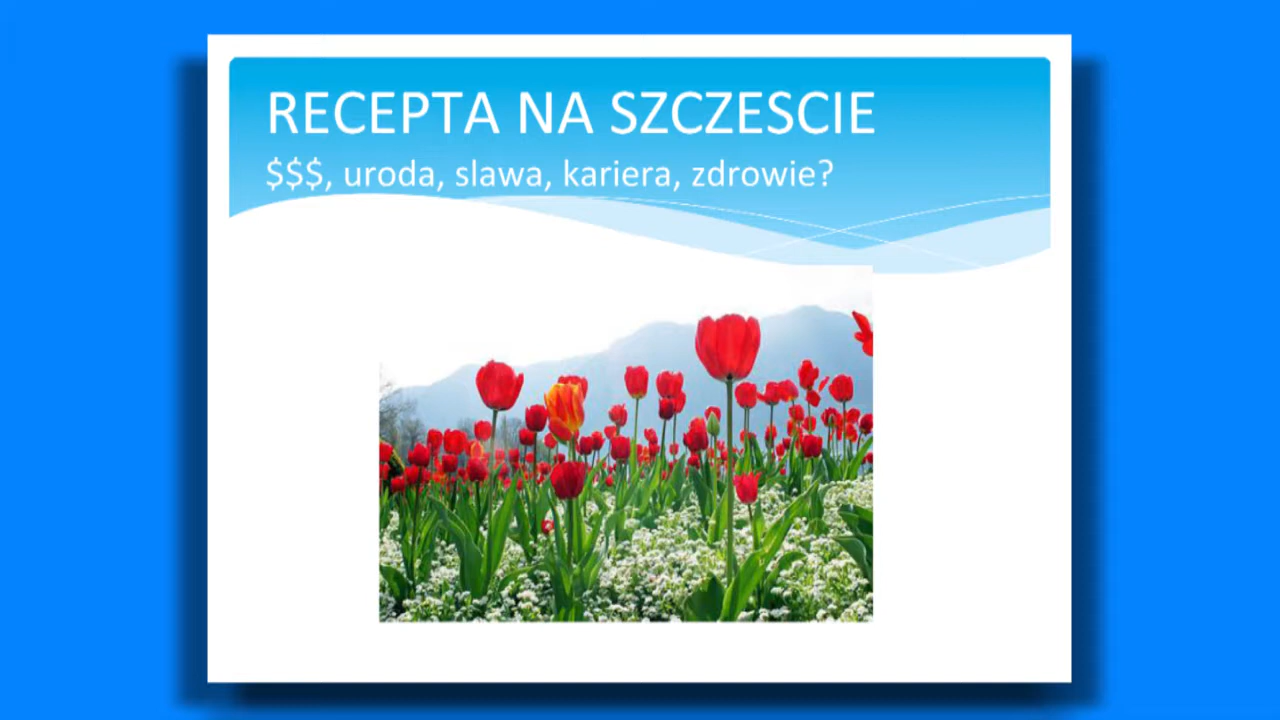 RECEPTA NA SZCZESCIE
$$$, uroda, slawa, kariera, zdrowie?